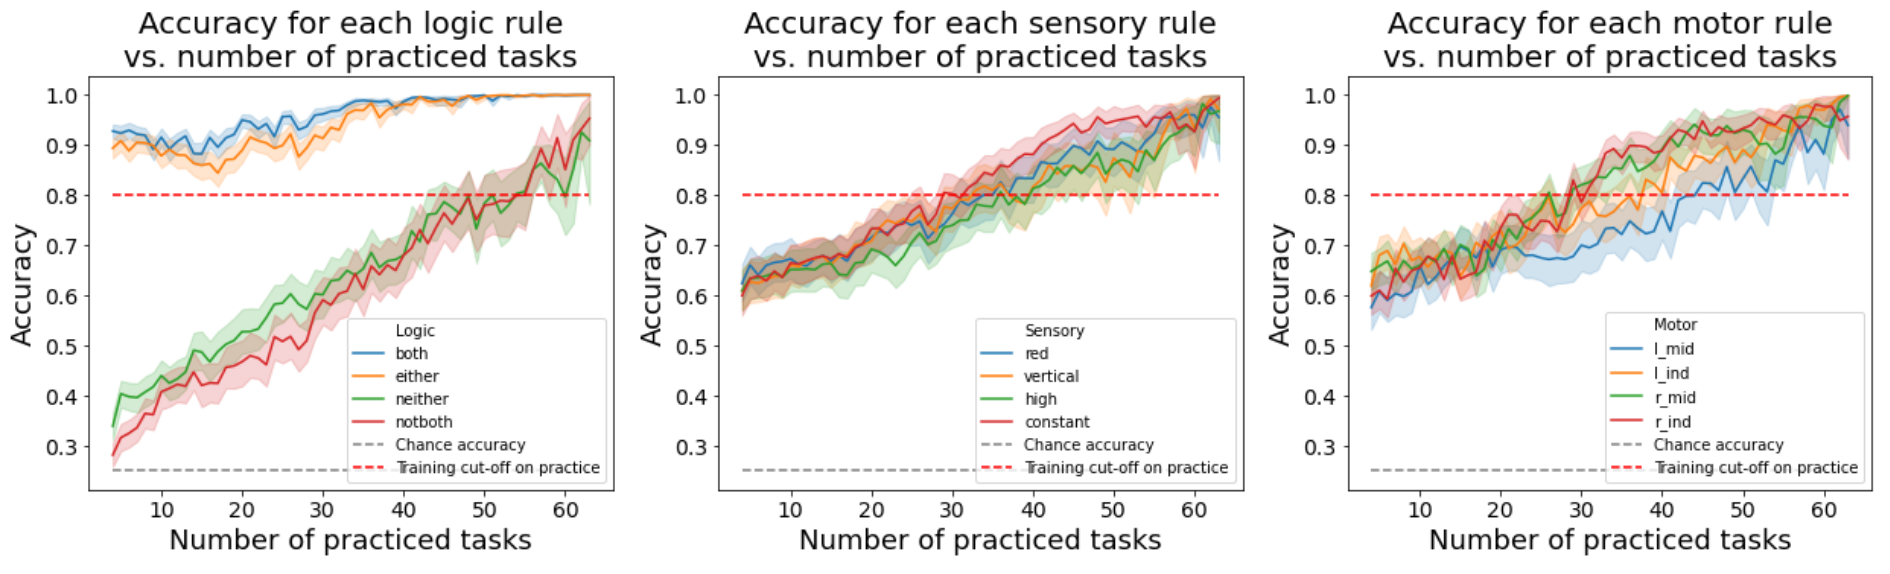 Accuracy for each logic rule
vs. number of practiced tasks
1.0
0.9
0.8
0.7
0.6
0.5
0.4
0.3
Accuracy
10 20 30 40 50 60
Number of practiced tasks
Logic
both
either
neither
notboth
Chance accuracy
Training cut-off on practice
Accuracy for each sensory rule
vs. number of practiced tasks
1.0
0.9
0.8
0.7
0.6
0.5
0.4
0.3
Accuracy
10 20 30 40 50 60
Number of practiced tasks
Sensory
red
vertical
high
constant
Chance accuracy
Training cut-off on practice
Accuracy for each motor rule
vs. number of practiced tasks
1.0
0.9
0.8
0.7
0.6
0.5
0.4
0.3
Accuracy
10 20 30 40 50 60
Number of practiced tasks
Motor
l_mid
l_ind
r_mid
r_ind
Chance accuracy
Training cut-off on practice